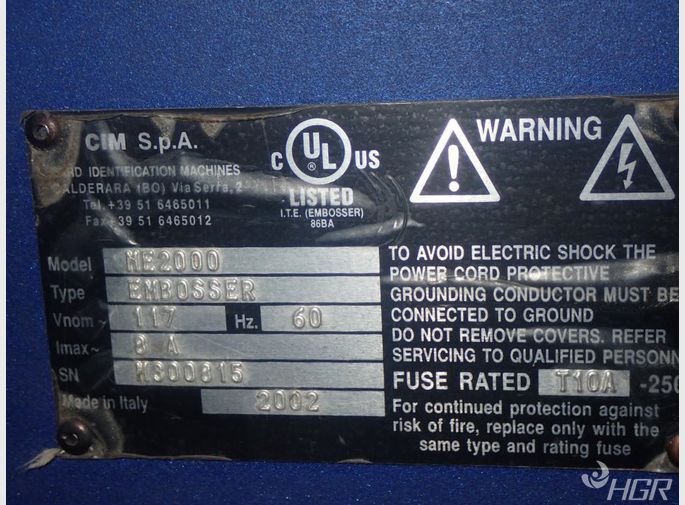 CIM S.p.A.
RD IDENTIFICATION MACHINES
CALDERARA (BO) Via Serra, 2
Tel. +39 51 6465011
Fax +39 51 6465012
C UL ® US
LISTED
I.T.E. (EMBOSSER)
86BA
WARNING
Model ME2000
Type EMBOSSER
Vnom ~ 117 Hz. 60
Imax ~ 8 A
SN
Made in Italy 2002
TO AVOID ELECTRIC SHOCK THE
POWER CORD PROTECTIVE
GROUNDING CONDUCTOR MUST BE
CONNECTED TO GROUND
DO NOT REMOVE COVERS. REFER
SERVICING TO QUALIFIED PERSONN
FUSE RATED T10A -250
For continued protection against
risk of fire, replace only with the
same type and rating fuse
HGR